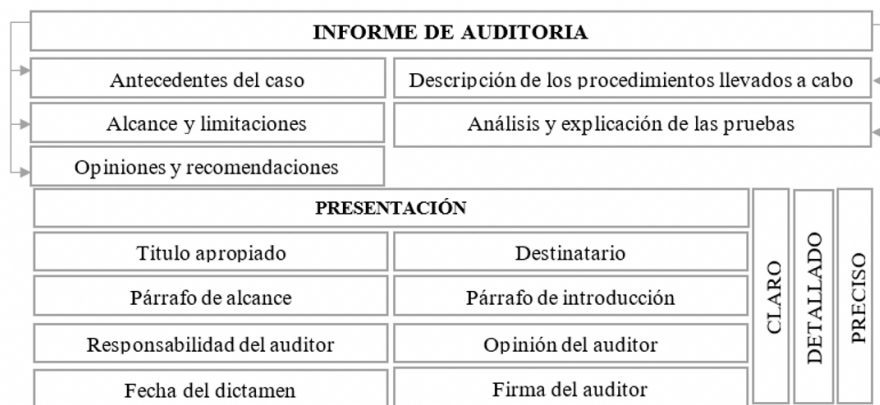 INFORME DE AUDITORIA
Antecedentes del caso
Descripción de los procedimientos llevados a cabo
Alcance y limitaciones
Análisis y explicación de las pruebas
Opiniones y recomendaciones
PRESENTACIÓN
Titulo apropiado
Destinatario
Párrafo de alcance
Párrafo de introducción
Responsabilidad del auditor
Opinión del auditor
Fecha del dictamen
Firma del auditor
CLARO
DETALLADO
PRECISO